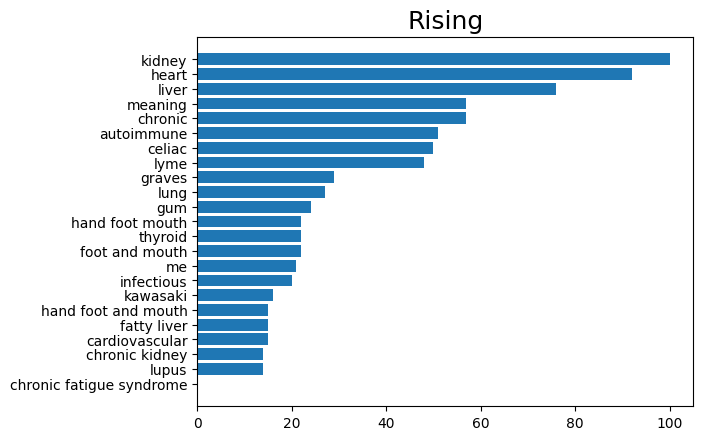 Rising
kidney
heart
liver
meaning
chronic
autoimmune
celiac
lyme
graves
lung
gum
hand foot mouth
thyroid
foot and mouth
me
infectious
kawasaki
hand foot and mouth
fatty liver
cardiovascular
chronic kidney
lupus
chronic fatigue syndrome
0 20 40 60 80 100